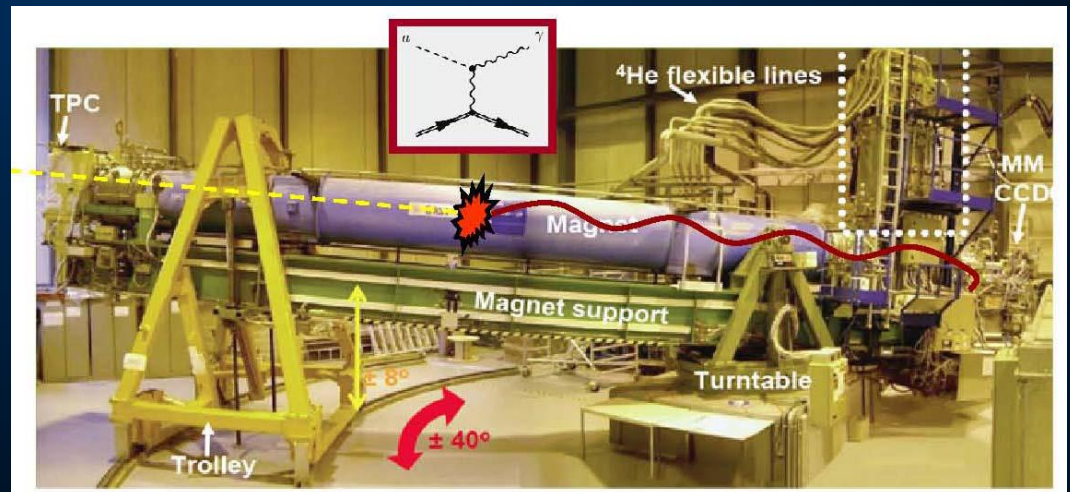 a γ
TPC
⁴He flexible lines
MM
CCD
Magnet
Magnet support
± 8°
Turntable
± 40°
Trolley